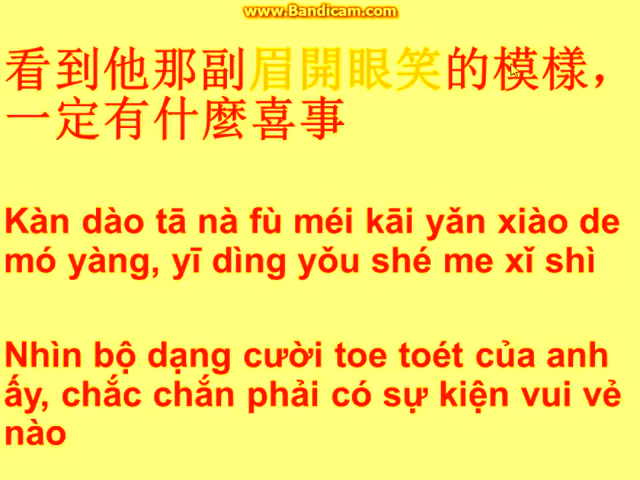 www.Bandicam.com
看到他那副眉開眼笑的模樣，
一定有什麼喜事
Kàn dào tā nà fù méi kāi yǎn xiào de
mó yàng, yī dìng yǒu shé me xǐ shì
Nhìn bộ dạng cười toe toét của anh
ấy, chắc chắn phải có sự kiện vui vẻ
nào